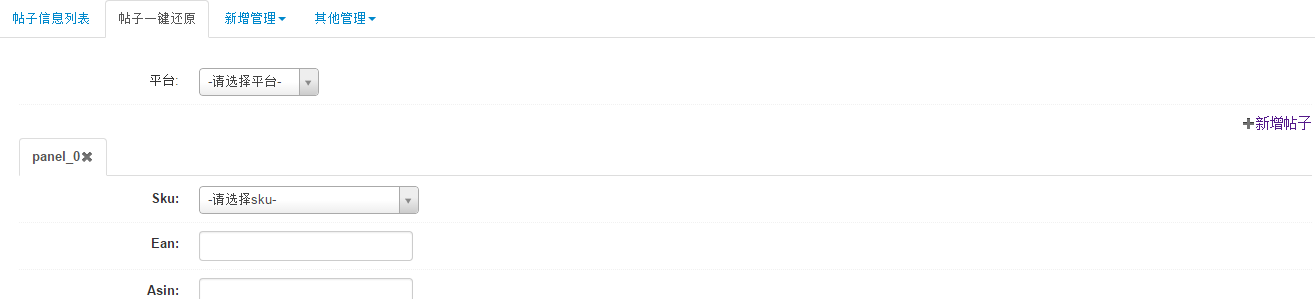 帖子信息列表 帖子一键还原 新增管理 其他管理
平台: -请选择平台-
新增帖子
panel_0
Sku: -请选择sku-
Ean:
Asin: